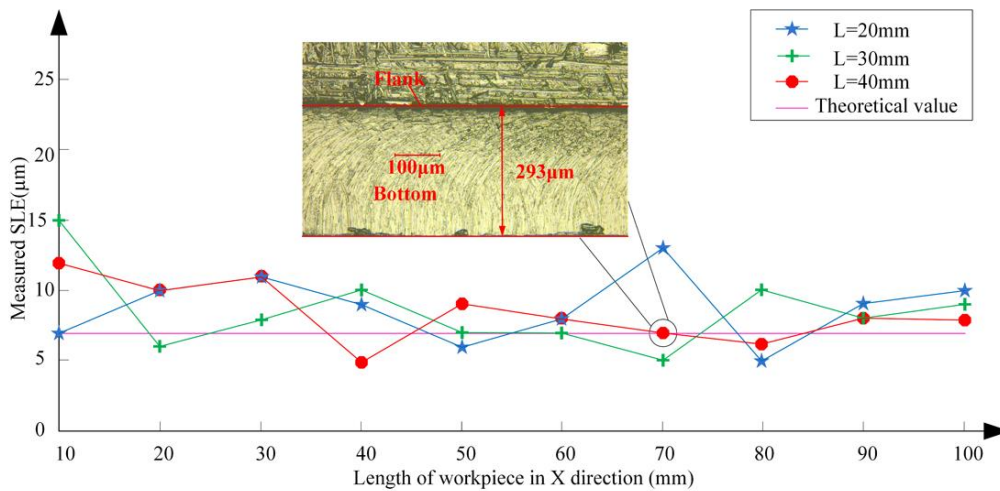 L=20mm
L=30mm
L=40mm
Theoretical value
Measured SLE(μm)
25
20
15
10
5
0
Flank
100μm
293μm
Bottom
10 20 30 40 50 60 70 80 90 100
Length of workpiece in X direction (mm)